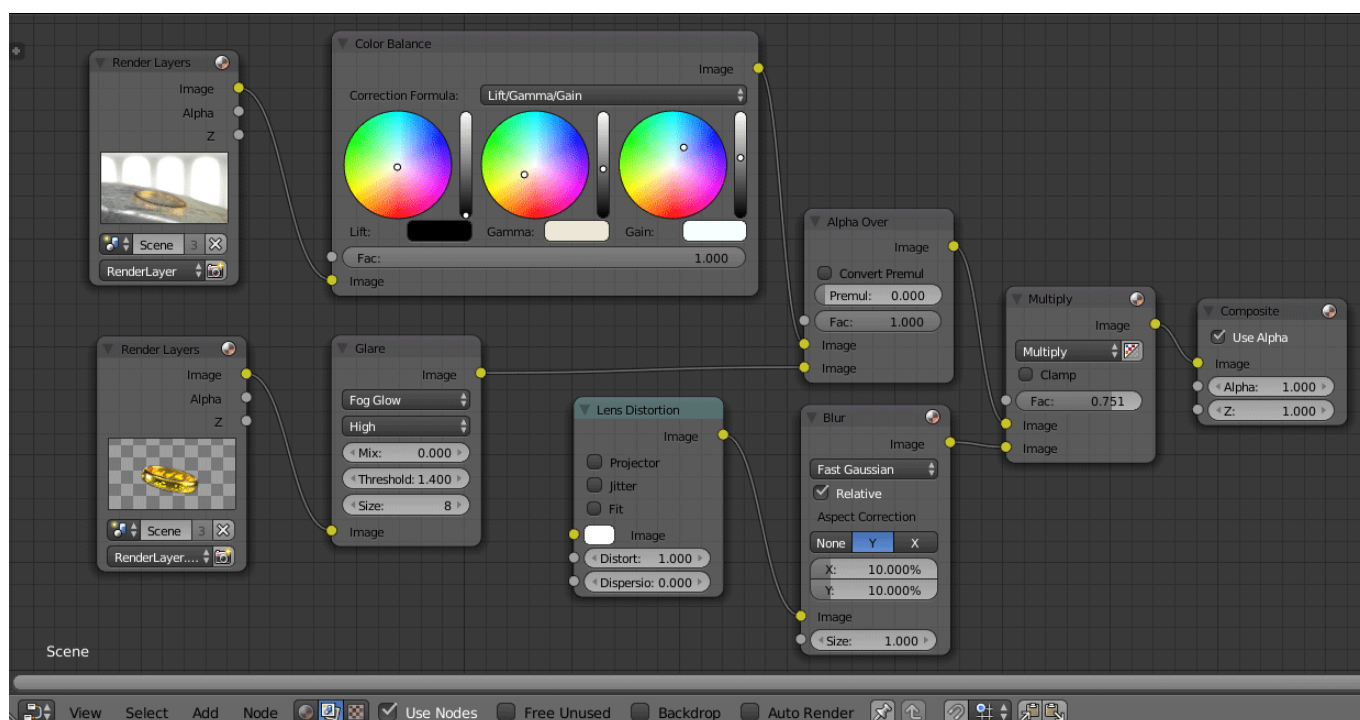 Render Layers
Image
Alpha
Z
Scene 3
RenderLayer
Color Balance
Image
Correction Formula: Lift/Gamma/Gain
Lift: Gamma: Gain:
Fac: 1.000
Image
Render Layers
Image
Alpha
Z
Scene 3
RenderLayer....
Glare
Image
Fog Glow
High
Mix: 0.000
Threshold: 1.400
Size: 8
Image
Lens Distortion
Image
Projector
Jitter
Fit
Image
Distort: 1.000
Dispersio: 0.000
Alpha Over
Image
Convert Premul
Premul: 0.000
Fac: 1.000
Image
Image
Blur
Image
Fast Gaussian
Relative
Aspect Correction
None Y X
X: 10.000%
Y: 10.000%
Image
Size: 1.000
Multiply
Image
Multiply
Clamp
Fac: 0.751
Image
Image
Composite
Use Alpha
Image
Alpha: 1.000
Z: 1.000
Scene
View Select Add Node Use Nodes Free Unused Backdrop Auto Render